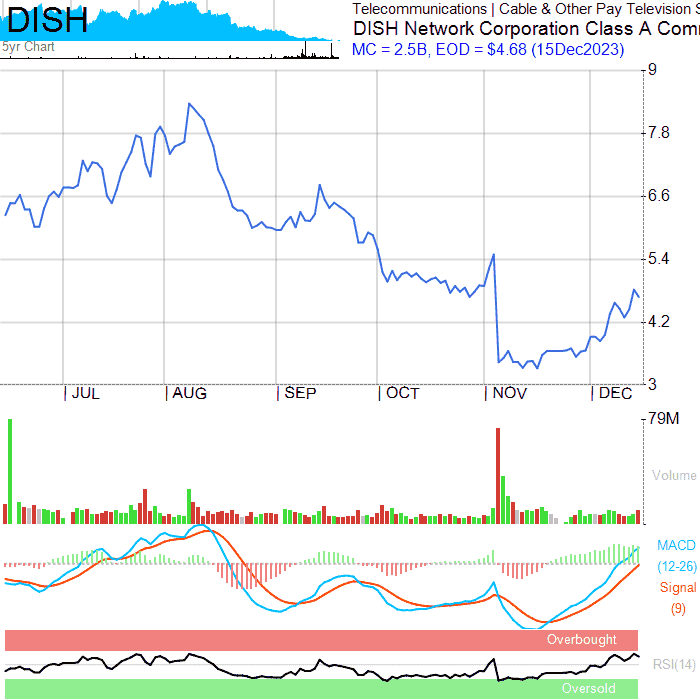 DISH
5yr Chart
Telecommunications | Cable & Other Pay Television S
DISH Network Corporation Class A Comm
MC = 2.5B, EOD = $4.68 (15Dec2023)
9
7.8
6.6
5.4
4.2
3
| JUL | AUG | SEP | OCT | NOV | DEC
79M
Volume
MACD
(12-26)
Signal
(9)
Overbought
RSI(14)
Oversold